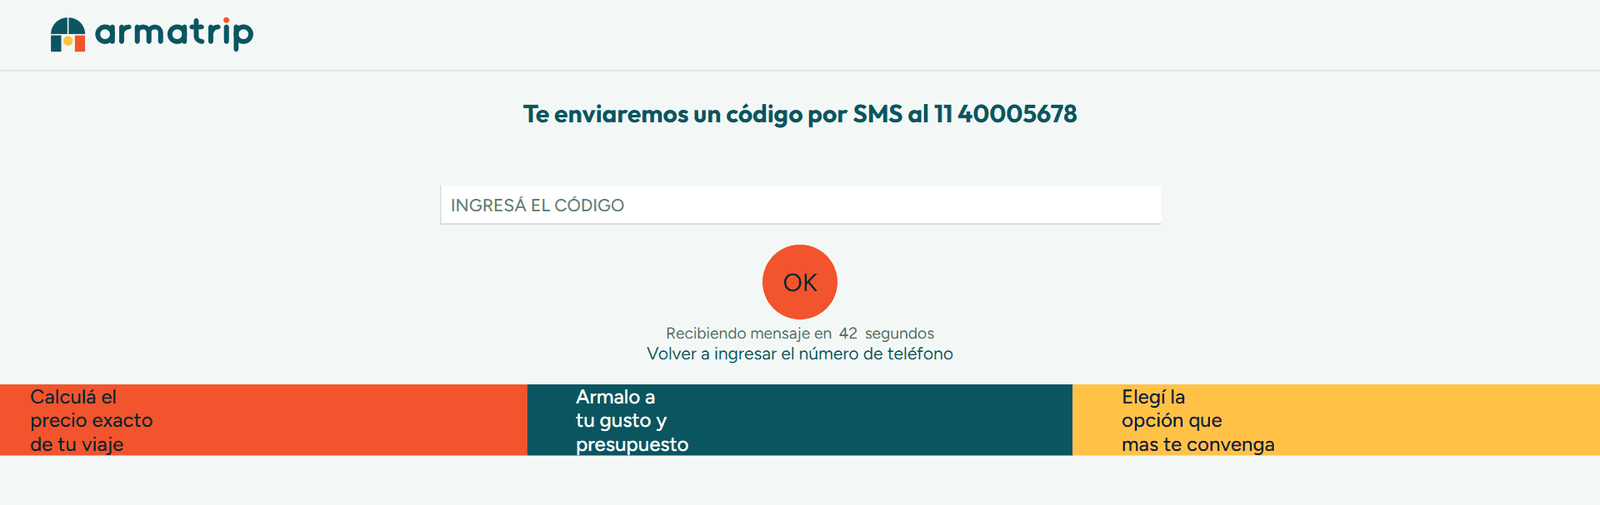 armatrip
Te enviaremos un código por SMS al 11 40005678
INGRESÁ EL CÓDIGO
OK
Recibiendo mensaje en 42 segundos
Volver a ingresar el número de teléfono
Calculá el
precio exacto
de tu viaje
Armalo a
tu gusto y
presupuesto
Elegí la
opción que
mas te convenga